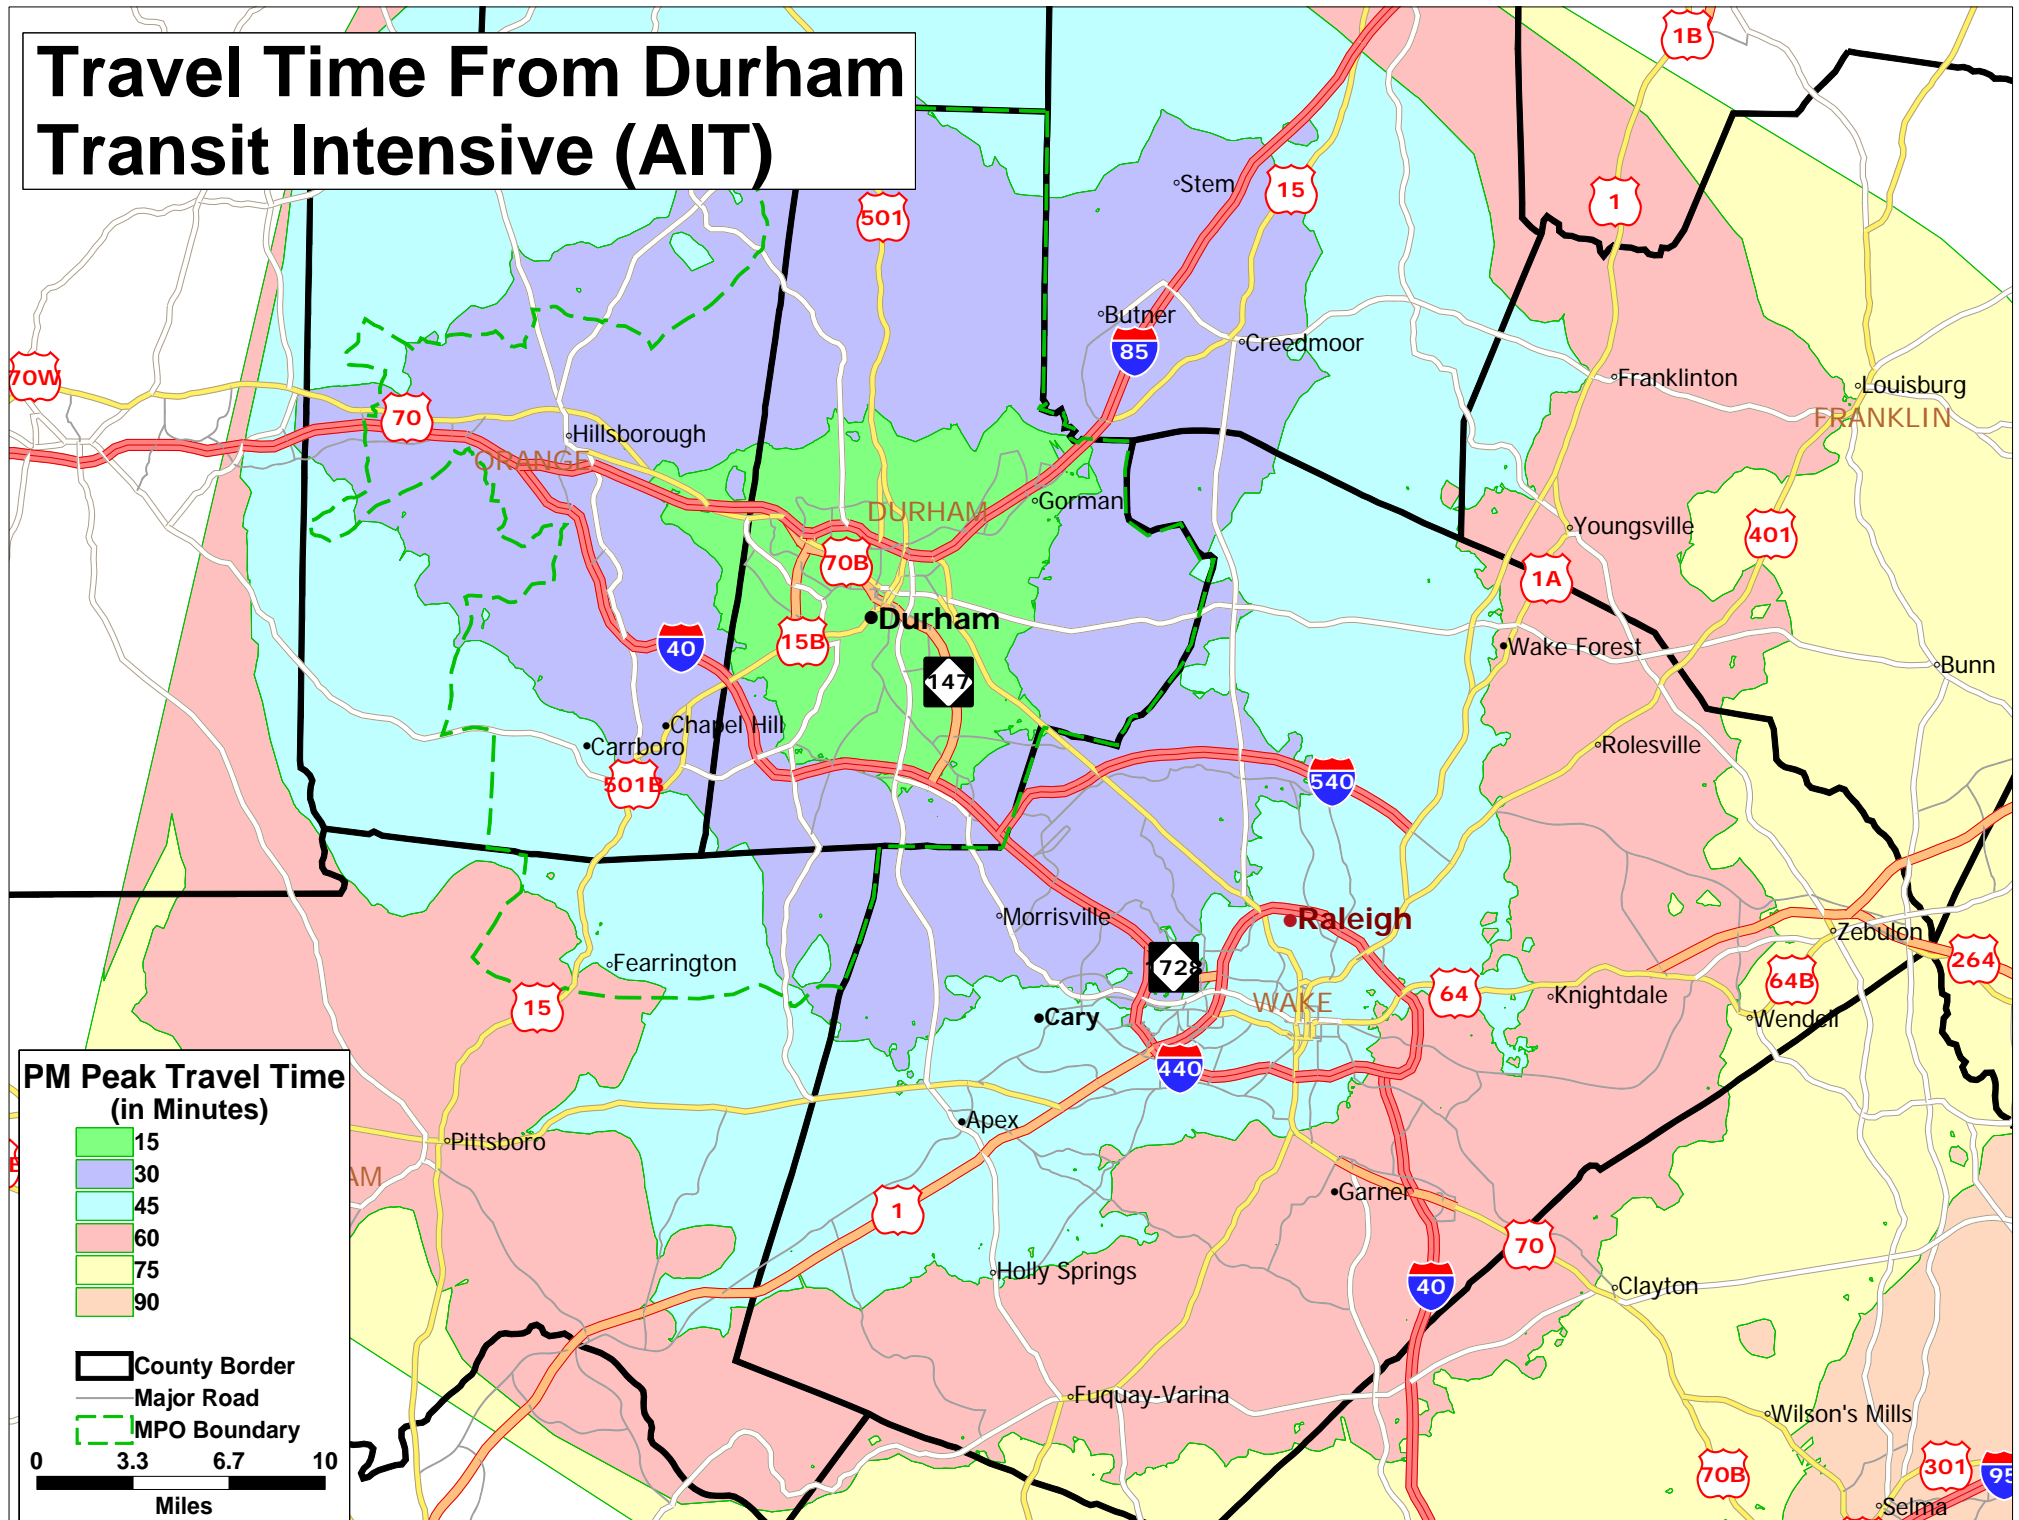 Travel Time From Durham
Transit Intensive (AIT)
1B
Stem
15
501
1
Butner
85
Creedmoor
70W
Franklinton
Louisburg
70
FRANKLIN
Hillsborough
ORANGE
Gorman
DURHAM
Youngsville
401
70B
1A
Durham
15B
40
Wake Forest
Bunn
147
Chapel Hill
Carrboro
Rolesville
501B
540
Morrisville
Raleigh
Zebulon
Fearrington
1728
264
64B
64
Knightdale
15
WAKE
Cary
Wendell
440
PM Peak Travel Time
(in Minutes)
15
30
45
60
75
90
County Border
Major Road
MPO Boundary
0 3.3 6.7 10
Miles
Apex
Pittsboro
AM
Garner
1
70
Holly Springs
40
Clayton
Fuquay-Varina
Wilson's Mills
70B
301
95
Selma